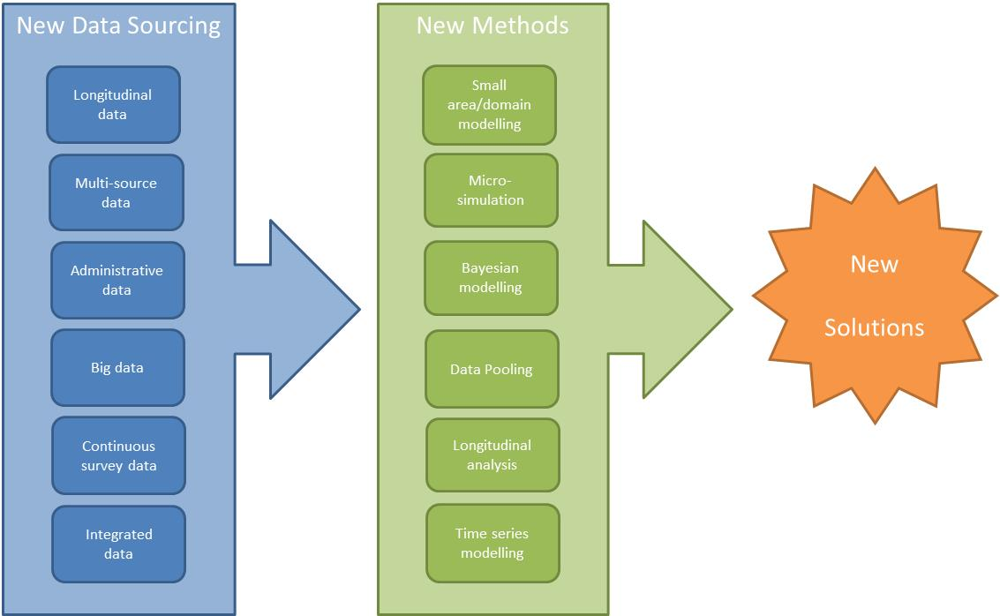 New Data Sourcing
Longitudinal
data
Multi-source
data
Administrative
data
Big data
Continuous
survey data
Integrated
data
New Methods
Small
area/domain
modelling
Micro-
simulation
Bayesian
modelling
Data Pooling
Longitudinal
analysis
Time series
modelling
New
Solutions